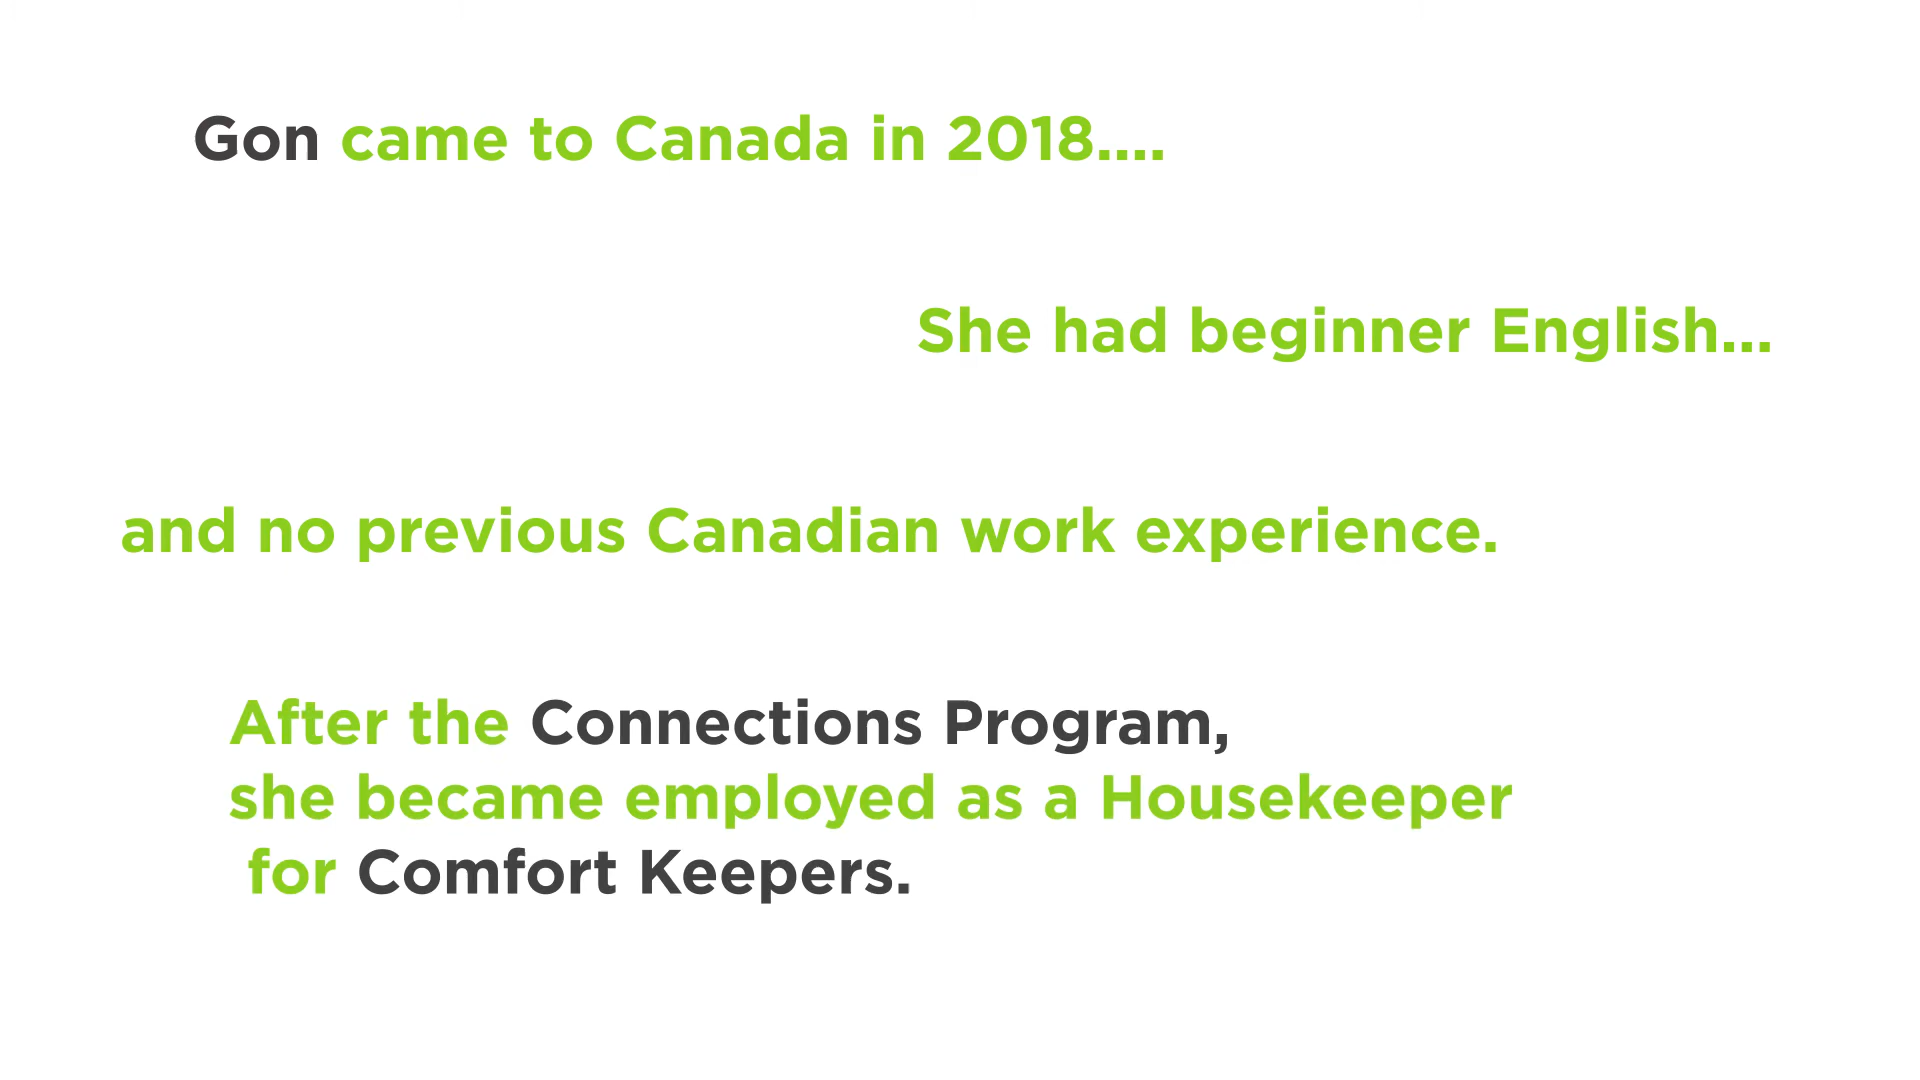 Gon came to Canada in 2018....
She had beginner English...
and no previous Canadian work experience.
After the Connections Program,
she became employed as a Housekeeper
for Comfort Keepers.